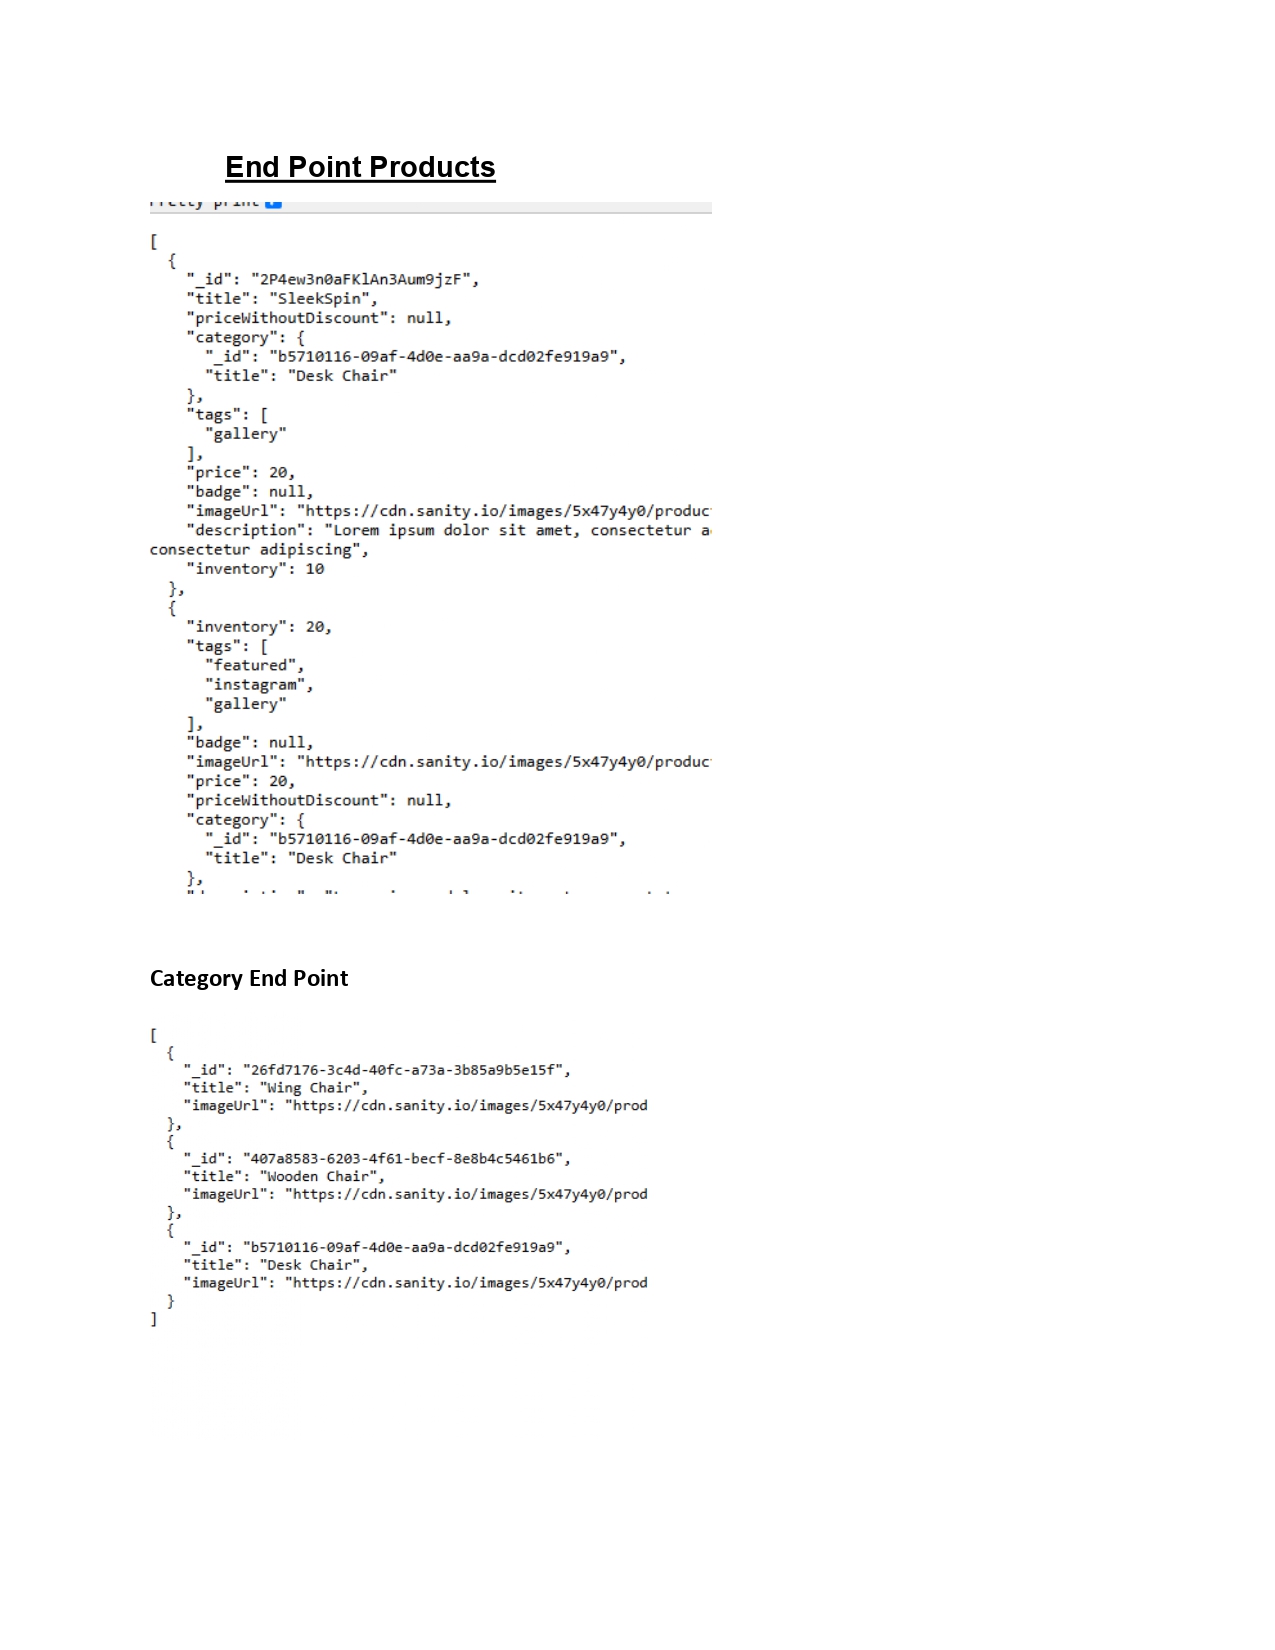 End Point Products
Pretty print
[
  {
    "_id": "2P4ew3n0aFKlAn3Aum9jzF",
    "title": "SleekSpin",
    "priceWithoutDiscount": null,
    "category": {
      "_id": "b5710116-09af-4d0e-aa9a-dcd02fe919a9",
      "title": "Desk Chair"
    },
    "tags": [
      "gallery"
    ],
    "price": 20,
    "badge": null,
    "imageUrl": "https://cdn.sanity.io/images/5x47y4y0/produc
    "description": "Lorem ipsum dolor sit amet, consectetur a
consectetur adipiscing",
    "inventory": 10
  },
  {
    "inventory": 20,
    "tags": [
      "featured",
      "instagram",
      "gallery"
    ],
    "badge": null,
    "imageUrl": "https://cdn.sanity.io/images/5x47y4y0/produc
    "price": 20,
    "priceWithoutDiscount": null,
    "category": {
      "_id": "b5710116-09af-4d0e-aa9a-dcd02fe919a9",
      "title": "Desk Chair"
    },
Category End Point
[
  {
    "_id": "26fd7176-3c4d-40fc-a73a-3b85a9b5e15f",
    "title": "Wing Chair",
    "imageUrl": "https://cdn.sanity.io/images/5x47y4y0/prod
  },
  {
    "_id": "407a8583-6203-4f61-becf-8e8b4c5461b6",
    "title": "Wooden Chair",
    "imageUrl": "https://cdn.sanity.io/images/5x47y4y0/prod
  },
  {
    "_id": "b5710116-09af-4d0e-aa9a-dcd02fe919a9",
    "title": "Desk Chair",
    "imageUrl": "https://cdn.sanity.io/images/5x47y4y0/prod
  }
]